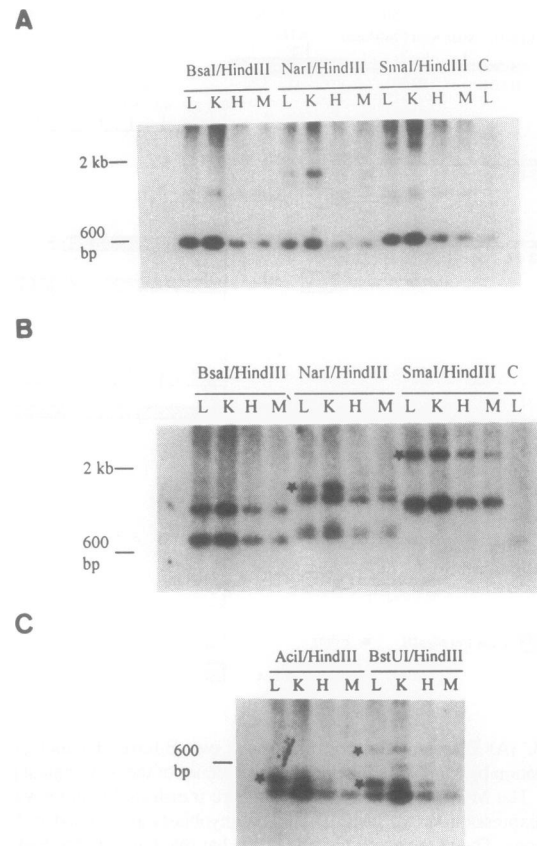 A
BsaI/HindIII NarI/HindIII SmaI/HindIII C
L K H M L K H M L K H M L
2 kb
600
bp
B
BsaI/HindIII NarI/HindIII SmaI/HindIII C
L K H M L K H M L K H M L
2 kb
600
bp
C
AciI/HindIII BstUI/HindIII
L K H M L K H M
600
bp